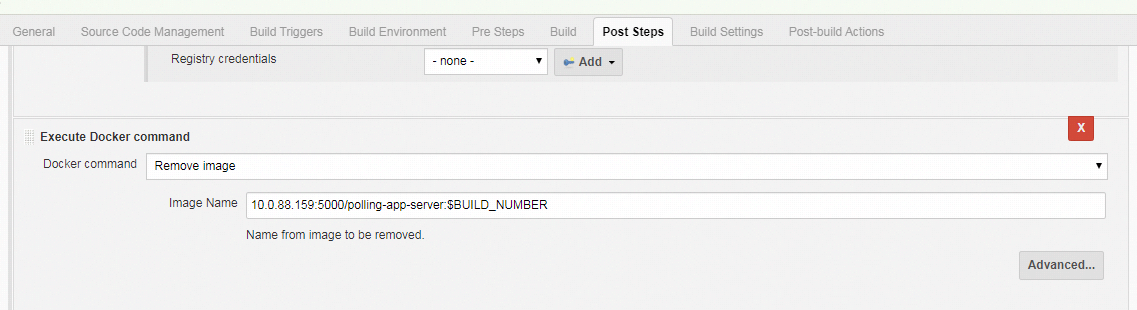 General Source Code Management Build Triggers Build Environment Pre Steps Build Post Steps Build Settings Post-build Actions
Registry credentials - none - Add
Execute Docker command X
Docker command Remove image
Image Name 10.0.88.159:5000/polling-app-server:$BUILD_NUMBER
Name from image to be removed.
Advanced...